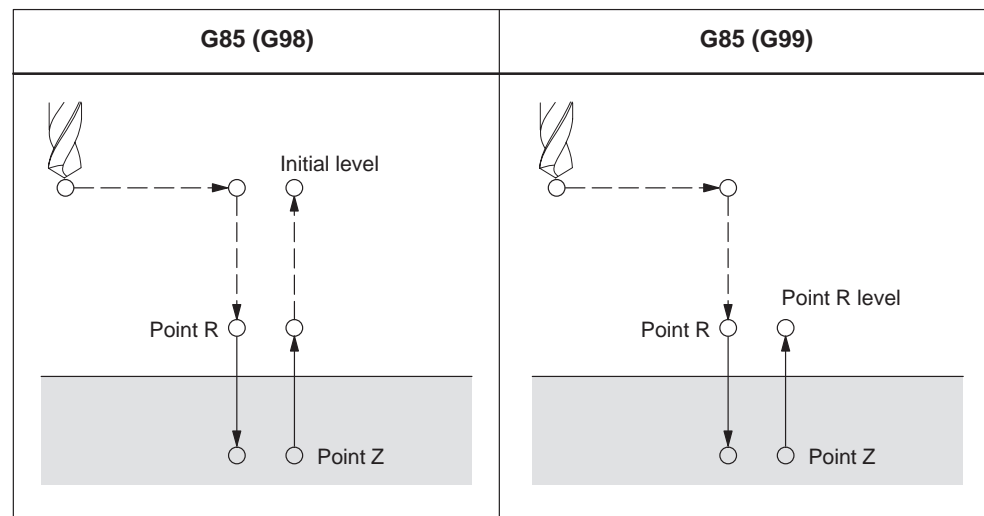 G85 (G98)
G85 (G99)
Initial level
Point R
Point Z
Point R level
Point R
Point Z